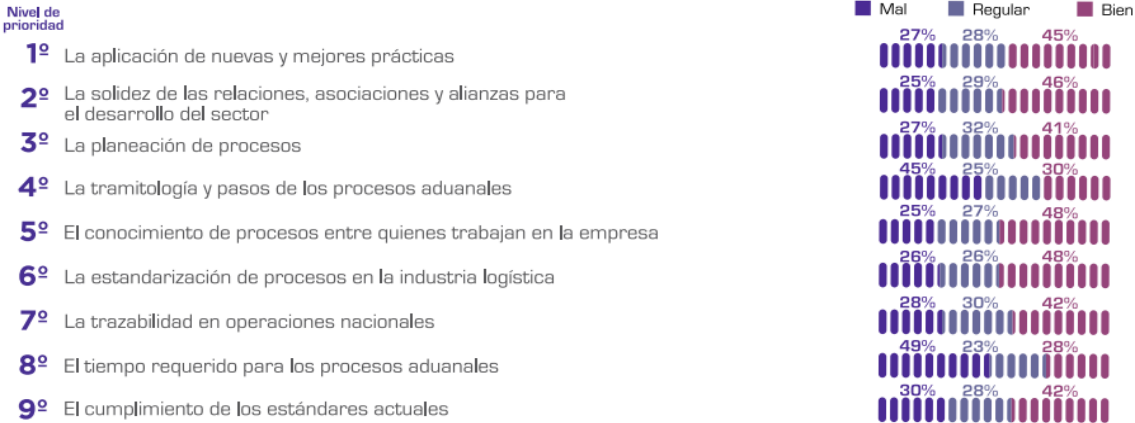 Nivel de
prioridad
Mal Regular Bien
1º La aplicación de nuevas y mejores prácticas 27% 28% 45%
2º La solidez de las relaciones, asociaciones y alianzas para
el desarrollo del sector 25% 29% 46%
3º La planeación de procesos 27% 32% 41%
4º La tramitología y pasos de los procesos aduanales 45% 25% 30%
5º El conocimiento de procesos entre quienes trabajan en la empresa 25% 27% 48%
6º La estandarización de procesos en la industria logística 26% 26% 48%
7º La trazabilidad en operaciones nacionales 28% 30% 42%
8º El tiempo requerido para los procesos aduanales 49% 23% 28%
9º El cumplimiento de los estándares actuales 30% 28% 42%